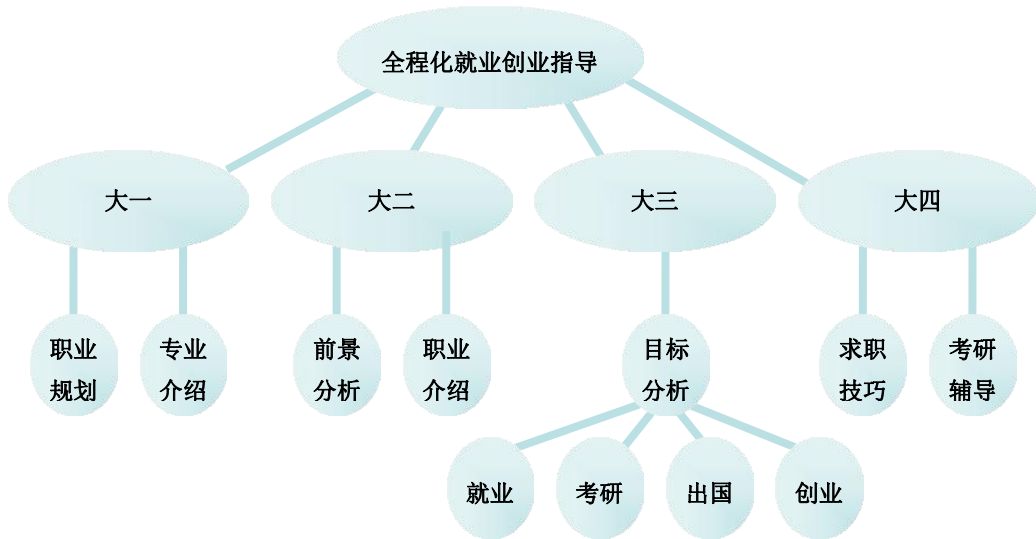 全程化就业创业指导
大一
大二
大三
大四
职业
规划
专业
介绍
前景
分析
职业
介绍
目标
分析
求职
技巧
考研
辅导
就业
考研
出国
创业